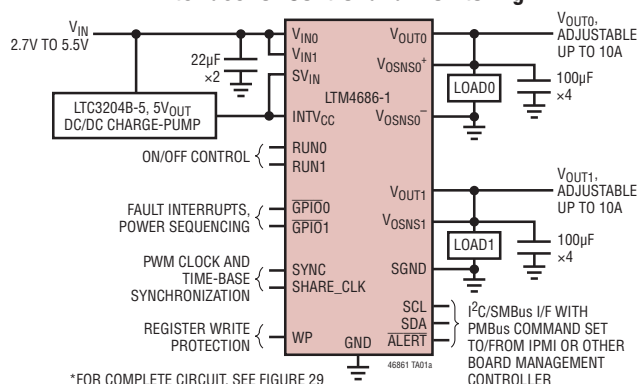 V_IN
2.7V TO 5.5V
22µF
×2
LTC3204B-5, 5V_OUT
DC/DC CHARGE-PUMP
ON/OFF CONTROL
FAULT INTERRUPTS,
POWER SEQUENCING
PWM CLOCK AND
TIME-BASE
SYNCHRONIZATION
REGISTER WRITE
PROTECTION
V_IN0
V_IN1
SV_IN
INTV_CC
RUN0
RUN1
GPIO0
GPIO1
SYNC
SHARE_CLK
WP
LTM4686-1
GND
V_OUT0
V_OSNS0+
V_OSNS0–
V_OUT1
V_OSNS1
SGND
SCL
SDA
ALERT
46861 TA01a
LOAD0
100µF
×4
V_OUT0,
ADJUSTABLE
UP TO 10A
LOAD1
100µF
×4
V_OUT1,
ADJUSTABLE
UP TO 10A
I²C/SMBus I/F WITH
PMBus COMMAND SET
TO/FROM IPMI OR OTHER
BOARD MANAGEMENT
CONTROLLER
*FOR COMPLETE CIRCUIT, SEE FIGURE 29